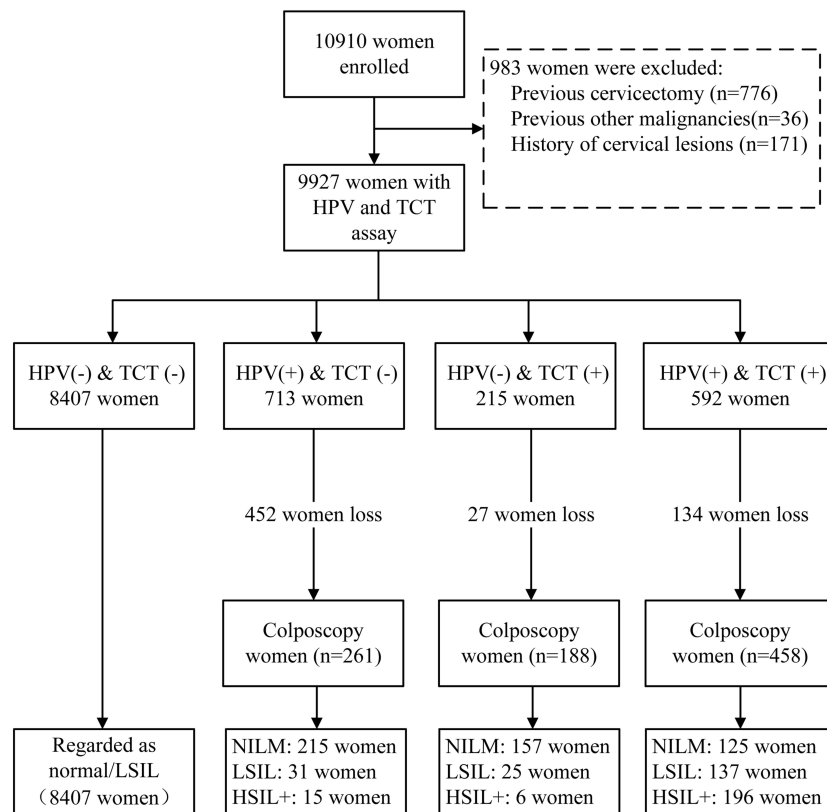 10910 women
enrolled
983 women were excluded:
Previous cervicectomy (n=776)
Previous other malignancies(n=36)
History of cervical lesions (n=171)
9927 women with
HPV and TCT
assay
HPV(-) & TCT (-)
8407 women
HPV(+) & TCT (-)
713 women
HPV(-) & TCT (+)
215 women
HPV(+) & TCT (+)
592 women
452 women loss
27 women loss
134 women loss
Colposcopy
women (n=261)
Colposcopy
women (n=188)
Colposcopy
women (n=458)
Regarded as
normal/LSIL
（8407 women）
NILM: 215 women
LSIL: 31 women
HSIL+: 15 women
NILM: 157 women
LSIL: 25 women
HSIL+: 6 women
NILM: 125 women
LSIL: 137 women
HSIL+: 196 women